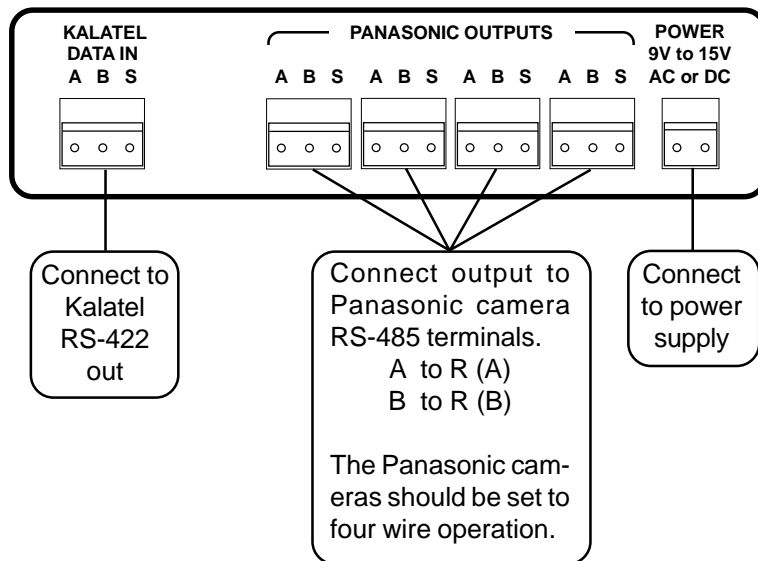 KALATEL
DATA IN
A B S
PANASONIC OUTPUTS
A B S A B S A B S A B S
POWER
9V to 15V
AC or DC
Connect to
Kalatel
RS-422
out
Connect output to
Panasonic camera
RS-485 terminals.
A to R (A)
B to R (B)
The Panasonic cam-
eras should be set to
four wire operation.
Connect
to power
supply